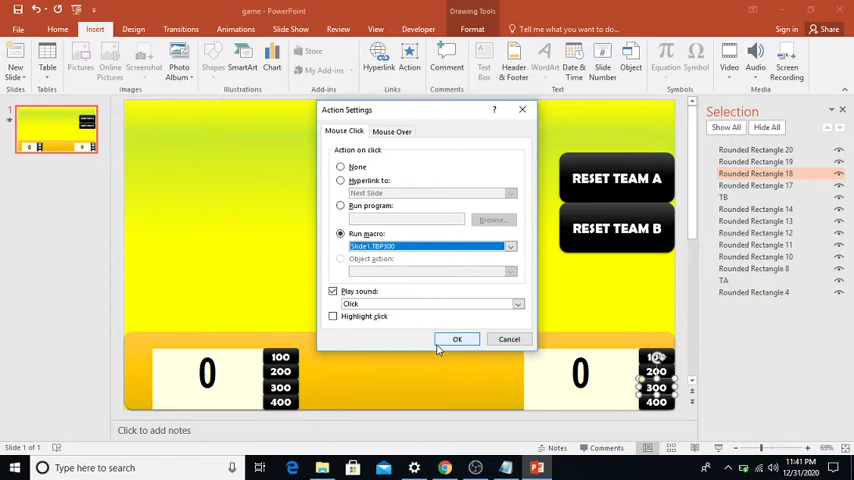 game - PowerPoint
Drawing Tools
File Home Insert Design Transitions Animations Slide Show Review View Developer Format Tell me what you want to do... Sign in Share
New Slide Table Pictures Online Pictures Screenshot Photo Album Shapes SmartArt Chart Store My Add-ins Hyperlink Action Comment Text Box Header & Footer WordArt Date & Time Slide Number Object Equation Symbol Video Audio Screen Recording
Slides Tables Images Illustrations Add-ins Links Comments Text Symbols Media
1
RESET TEAM A
RESET TEAM B
0
0
Action Settings
?
Mouse Click Mouse Over
Action on click
None
Hyperlink to:
Next Slide
Run program:
Browse...
Run macro:
Slide1.TBP300
Object action:
Play sound:
Click
Highlight click
OK Cancel
RESET TEAM A
RESET TEAM B
0
100
200
300
400
0
100
200
300
400
Selection
Show All Hide All
Rounded Rectangle 20
Rounded Rectangle 19
Rounded Rectangle 18
Rounded Rectangle 17
TB
Rounded Rectangle 14
Rounded Rectangle 13
Rounded Rectangle 12
Rounded Rectangle 11
Rounded Rectangle 10
Rounded Rectangle 8
TA
Rounded Rectangle 4
Click to add notes
Slide 1 of 1 Notes Comments 69%
Type here to search
11:41 PM
12/31/2020